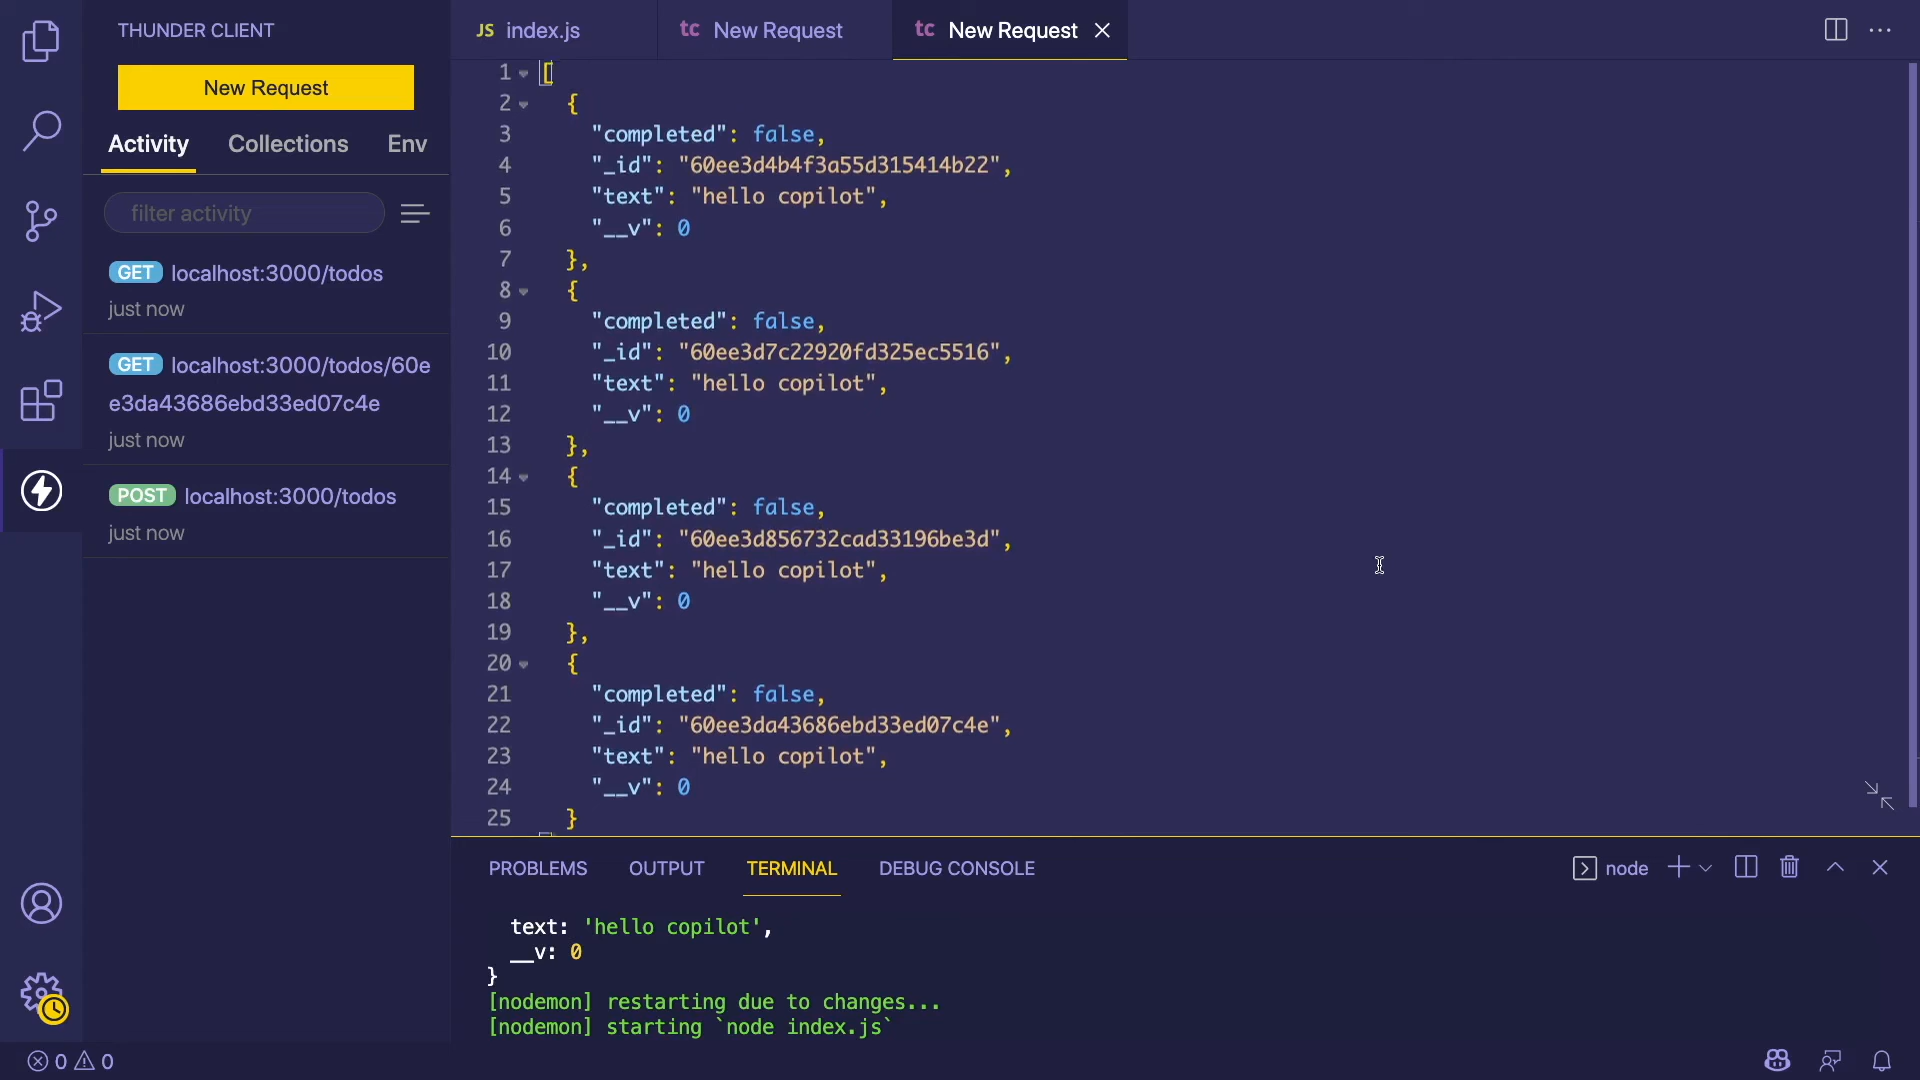 THUNDER CLIENT
New Request
Activity Collections Env
filter activity
GET localhost:3000/todos
just now
GET localhost:3000/todos/60e
e3da43686ebd33ed07c4e
just now
POST localhost:3000/todos
just now
JS index.js
tc New Request
tc New Request
1 [
2 {
3 "completed": false,
4 "_id": "60ee3d4b4f3a55d315414b22",
5 "text": "hello copilot",
6 "__v": 0
7 },
8 {
9 "completed": false,
10 "_id": "60ee3d7c22920fd325ec5516",
11 "text": "hello copilot",
12 "__v": 0
13 },
14 {
15 "completed": false,
16 "_id": "60ee3d856732cad33196be3d",
17 "text": "hello copilot",
18 "__v": 0
19 },
20 {
21 "completed": false,
22 "_id": "60ee3da43686ebd33ed07c4e",
23 "text": "hello copilot",
24 "__v": 0
25 }
PROBLEMS OUTPUT TERMINAL DEBUG CONSOLE
node
text: 'hello copilot',
__v: 0
}
[nodemon] restarting due to changes...
[nodemon] starting `node index.js`
0 0